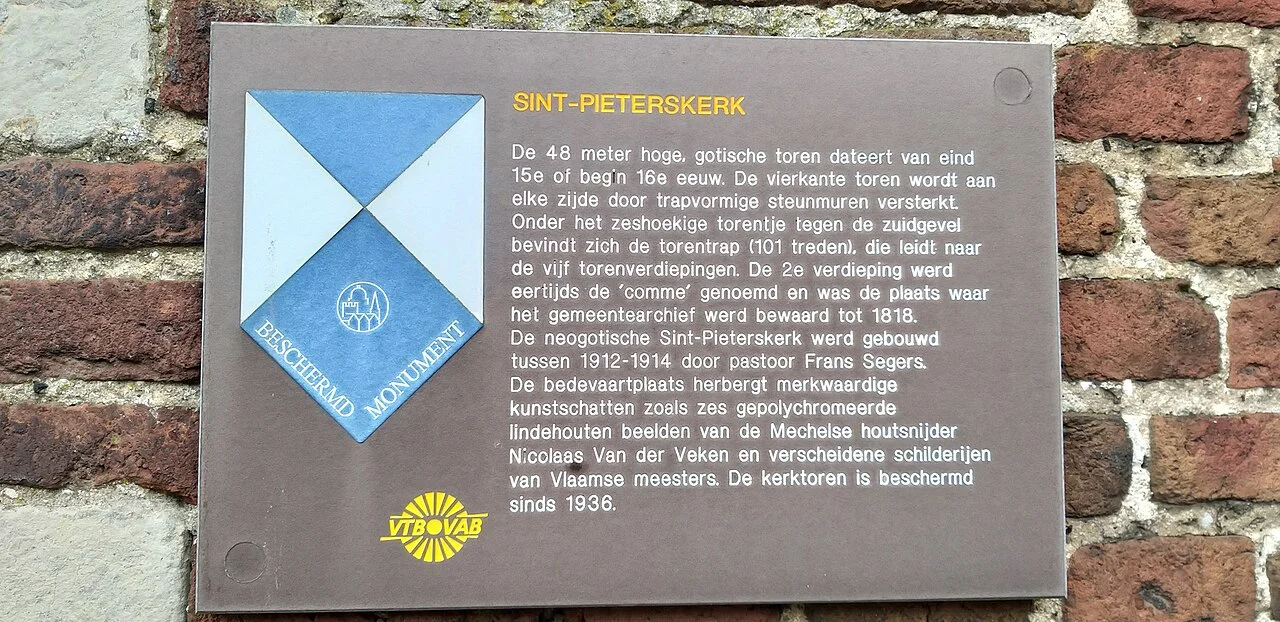 SINT-PIETERSKERK
De 48 meter hoge, gotische toren dateert van eind
15e of begin 16e eeuw. De vierkante toren wordt aan
elke zijde door trapvormige steunmuren versterkt.
Onder het zeshoekige torentje tegen de zuidgevel
bevindt zich de torentrap (101 treden), die leidt naar
de vijf torenverdiepingen. De 2e verdieping werd
eertijds de 'comme' genoemd en was de plaats waar
het gemeentearchief werd bewaard tot 1818.
De neogotische Sint-Pieterskerk werd gebouwd
tussen 1912-1914 door pastoor Frans Segers.
De bedevaartplaats herbergt merkwaardige
kunstschatten zoals zes gepolychromeerde
lindehouten beelden van de Mechelse houtsnijder
Nicolaas Van der Veken en verscheidene schilderijen
van Vlaamse meesters. De kerktoren is beschermd
sinds 1936.
BESCHERMD MONUMENT
VTB VAB